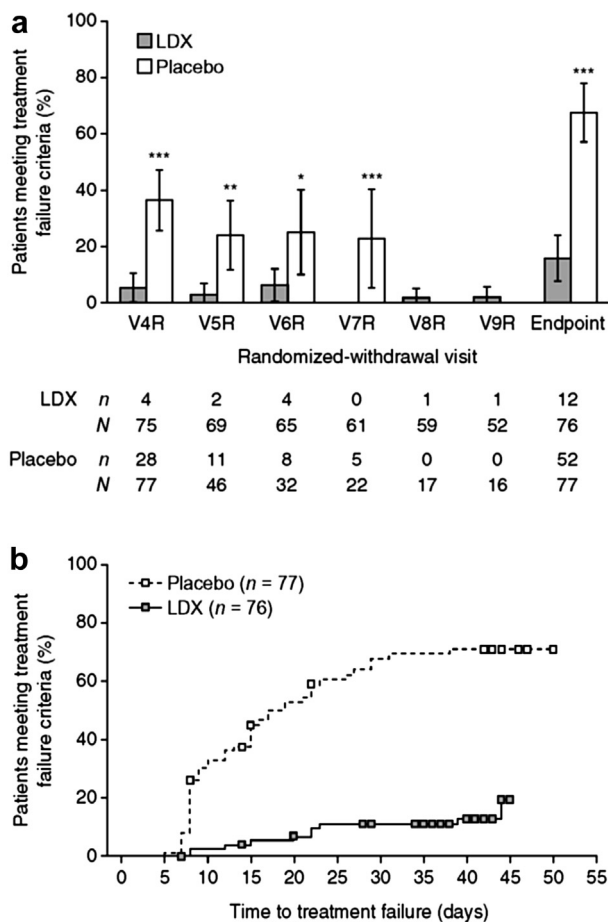 a
LDX
Placebo
Patients meeting treatment
failure criteria (%)
100
80
60
40
20
0
***
**
*
***
***
V4R V5R V6R V7R V8R V9R Endpoint
Randomized-withdrawal visit
LDX n 4 2 4 0 1 1 12
N 75 69 65 61 59 52 76
Placebo n 28 11 8 5 0 0 52
N 77 46 32 22 17 16 77
b
Placebo (n = 77)
LDX (n = 76)
Patients meeting treatment
failure criteria (%)
100
80
60
40
20
0
0 5 10 15 20 25 30 35 40 45 50 55
Time to treatment failure (days)